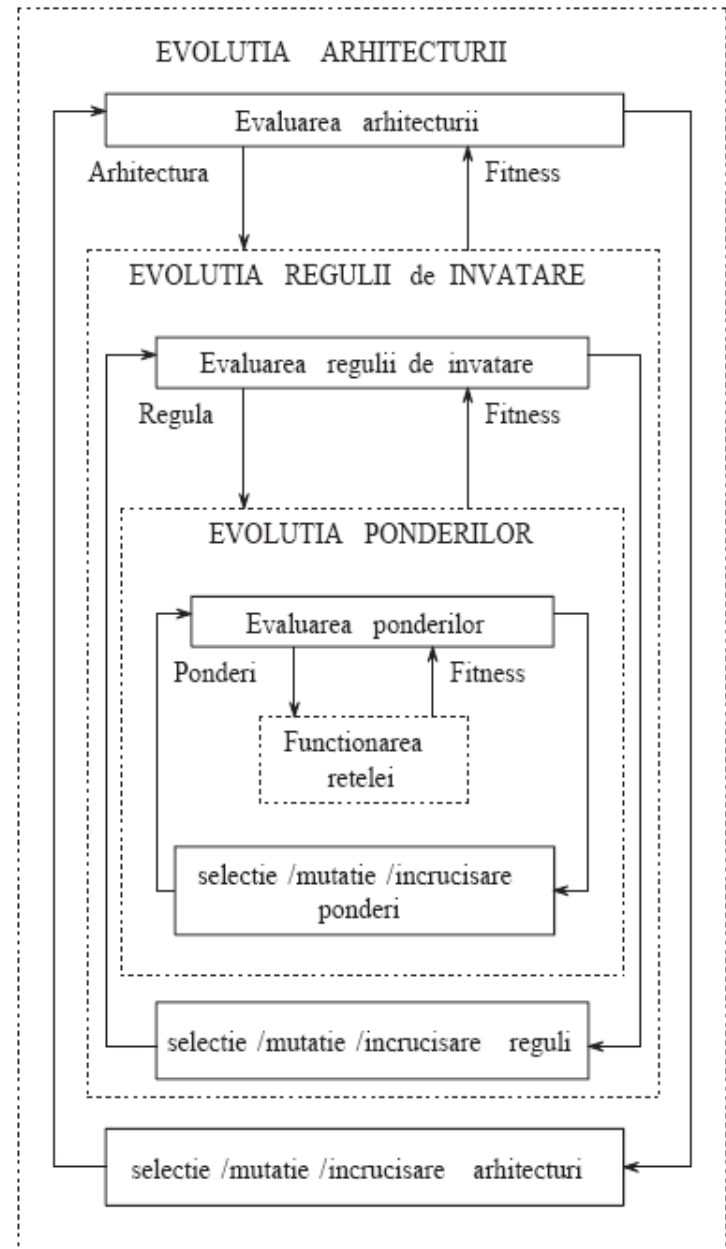 EVOLUTIA ARHITECTURII
Evaluarea arhitecturii
Arhitectura
Fitness
EVOLUTIA REGULII de INVATARE
Evaluarea regulii de invatare
Regula
Fitness
EVOLUTIA PONDERILOR
Evaluarea ponderilor
Ponderi
Fitness
Functionarea
retelei
selectie /mutatie /incrucisare
ponderi
selectie /mutatie /incrucisare reguli
selectie /mutatie /incrucisare arhitecturi